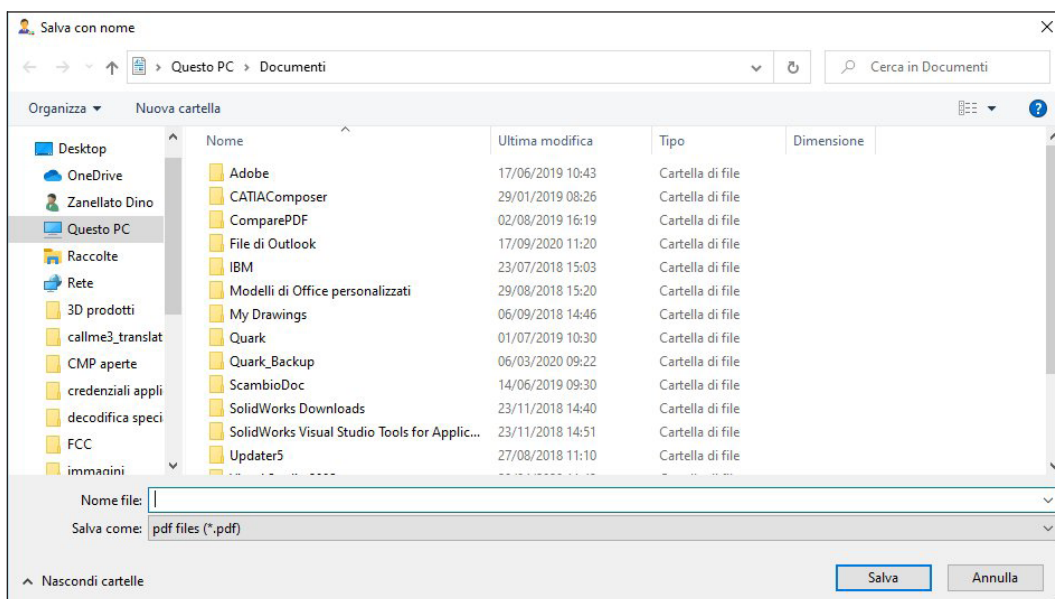 Salva con nome
Questo PC > Documenti
Cerca in Documenti
Organizza Nuova cartella
Nome Ultima modifica Tipo Dimensione
Desktop
OneDrive
Zanellato Dino
Questo PC
Raccolte
Rete
3D prodotti
callme3_translat
CMP aperte
credenziali appli
decodifica speci
FCC
immagini
Adobe 17/06/2019 10:43 Cartella di file
CATIAComposer 29/01/2019 08:26 Cartella di file
ComparePDF 02/08/2019 16:19 Cartella di file
File di Outlook 17/09/2020 11:20 Cartella di file
IBM 23/07/2018 15:03 Cartella di file
Modelli di Office personalizzati 29/08/2018 15:20 Cartella di file
My Drawings 06/09/2018 14:46 Cartella di file
Quark 01/07/2019 10:30 Cartella di file
Quark_Backup 06/03/2020 09:22 Cartella di file
ScambioDoc 14/06/2019 09:30 Cartella di file
SolidWorks Downloads 23/11/2018 14:40 Cartella di file
SolidWorks Visual Studio Tools for Applic... 23/11/2018 14:51 Cartella di file
Updater5 27/08/2018 11:10 Cartella di file
Nome file:
Salva come: pdf files (*.pdf)
Nascondi cartelle
Salva Annulla